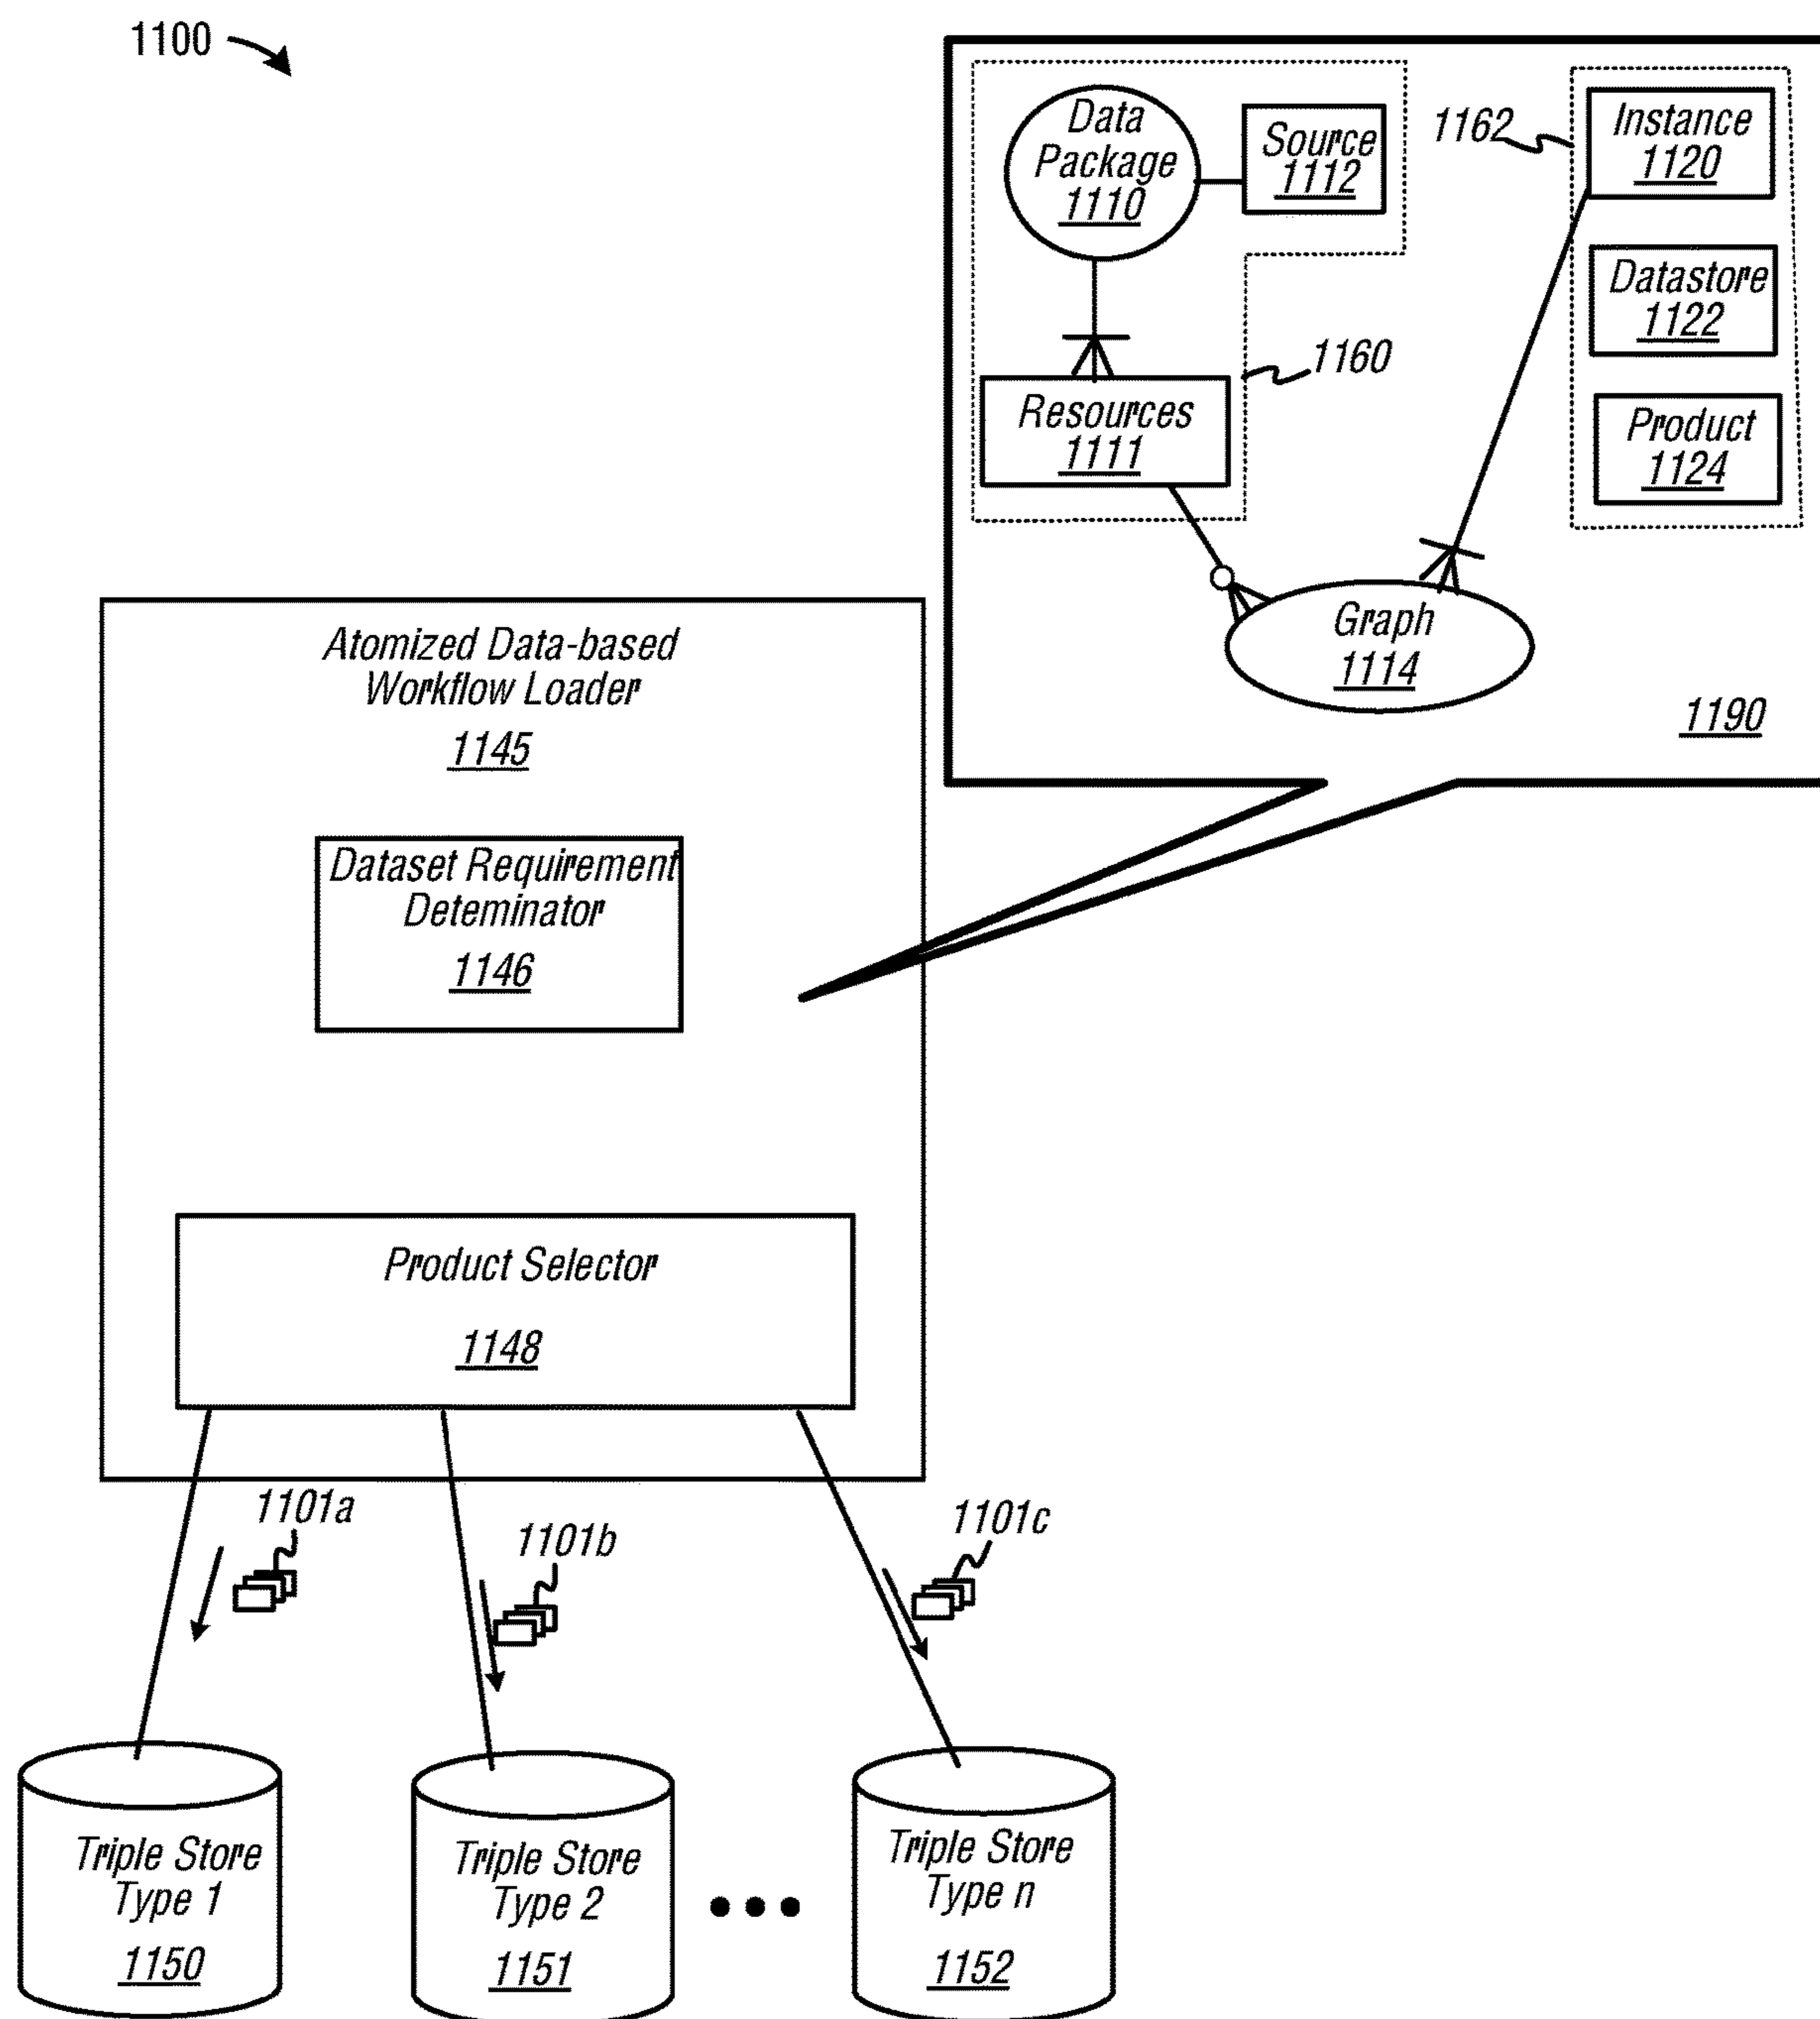 1100
Data
Package
1110
Source
1112
1162
Instance
1120
Datastore
1122
1160
Resources
1111
Product
1124
Graph
1114
1190
Atomized Data-based
Workflow Loader
1145
Dataset Requirement
Deteminator
1146
Product Selector
1148
1101a
1101b
1101c
Triple Store
Type 1
1150
Triple Store
Type 2
1151
Triple Store
Type n
1152